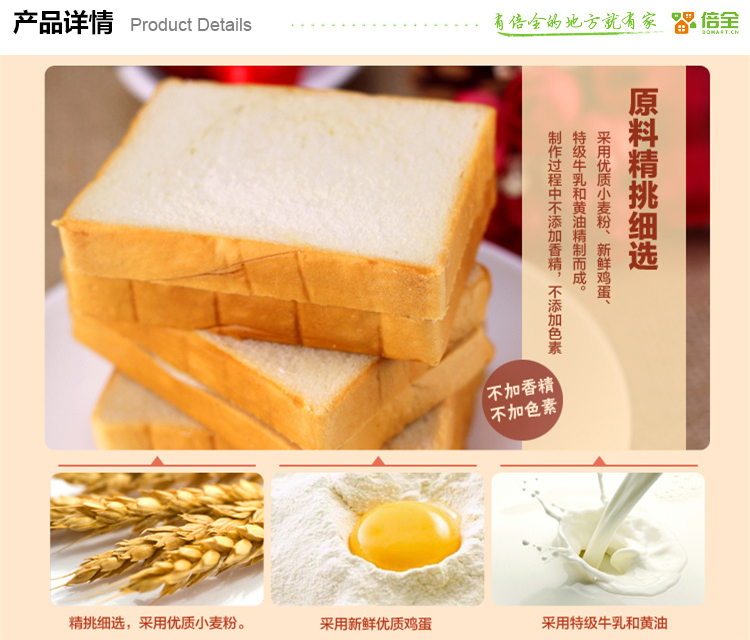 产品详情 Product Details
有倍全的地方就有家
倍全
BQMART.CN
原料精挑细选
采用优质小麦粉、新鲜鸡蛋、
特级牛乳和黄油精制而成。
制作过程中不添加香精，不添加色素
不加香精
不加色素
精挑细选，采用优质小麦粉。
采用新鲜优质鸡蛋
采用特级牛乳和黄油